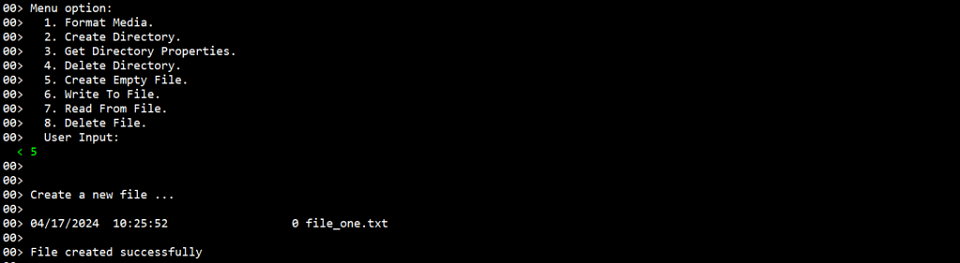 00> Menu option:
00>   1. Format Media.
00>   2. Create Directory.
00>   3. Get Directory Properties.
00>   4. Delete Directory.
00>   5. Create Empty File.
00>   6. Write To File.
00>   7. Read From File.
00>   8. Delete File.
00>   User Input:
< 5
00>
00>
00> Create a new file ...
00>
00> 04/17/2024  10:25:52                  0 file_one.txt
00>
00> File created successfully